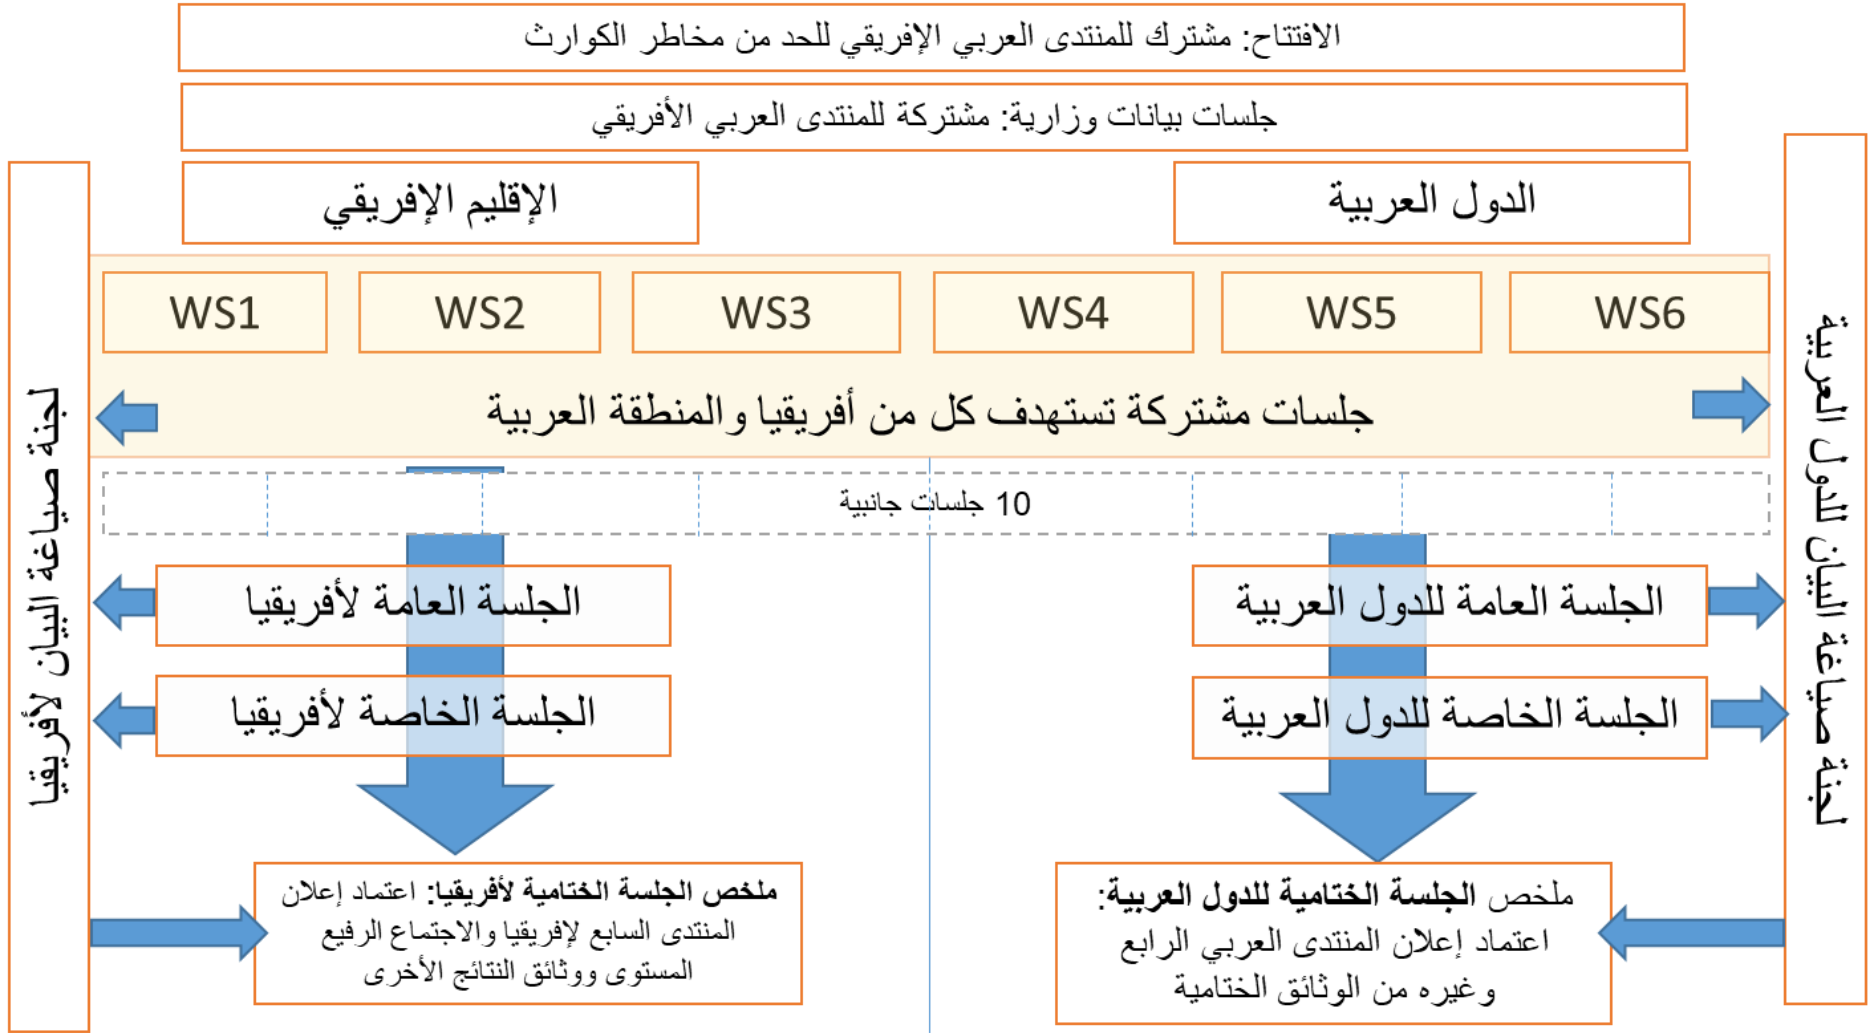 الافتتاح: مشترك للمنتدى العربي الإفريقي للحد من مخاطر الكوارث
جلسات بيانات وزارية: مشتركة للمنتدى العربي الأفريقي
الدول العربية
الإقليم الإفريقي
WS1
WS2
WS3
WS4
WS5
WS6
جلسات مشتركة تستهدف كل من أفريقيا والمنطقة العربية
10 جلسات جانبية
الجلسة العامة للدول العربية
الجلسة العامة لأفريقيا
الجلسة الخاصة للدول العربية
الجلسة الخاصة لأفريقيا
ملخص الجلسة الختامية للدول العربية:
اعتماد إعلان المنتدى العربي الرابع
وغيره من الوثائق الختامية
ملخص الجلسة الختامية لأفريقيا: اعتماد إعلان
المنتدى السابع لإفريقيا والاجتماع الرفيع
المستوى ووثائق النتائج الأخرى
لجنة صياغة البيان للدول العربية
لجنة صياغة البيان لأفريقيا